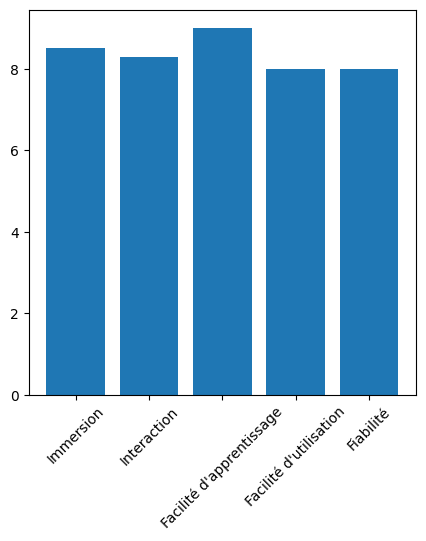 8
6
4
2
0
Immersion
Interaction
Facilité d'apprentissage
Facilité d'utilisation
Fiabilité